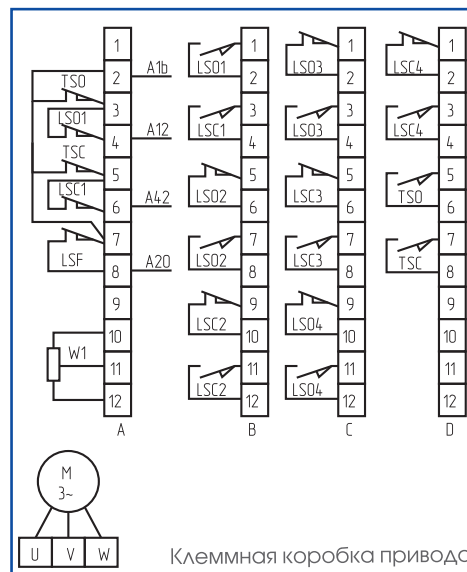 1 1 1 1
TSO 2 A1b LSO1 2 LSO3 2 LSC4 2
LSO1 3 3 3 3
4 A12 LSC1 4 LSO3 4 LSC4 4
TSC 5 5 5 5
LSC1 6 A42 LSO2 6 LSC3 6 TSO 6
7 7 7 7
LSF 8 A20 LSO2 8 LSC3 8 TSC 8
9 9 9 9
10 LSC2 10 LSO4 10 10
W1 11 11 11 11
12 LSC2 12 LSO4 12 12
A B C D
M
3~
U V W
Клеммная коробка привода